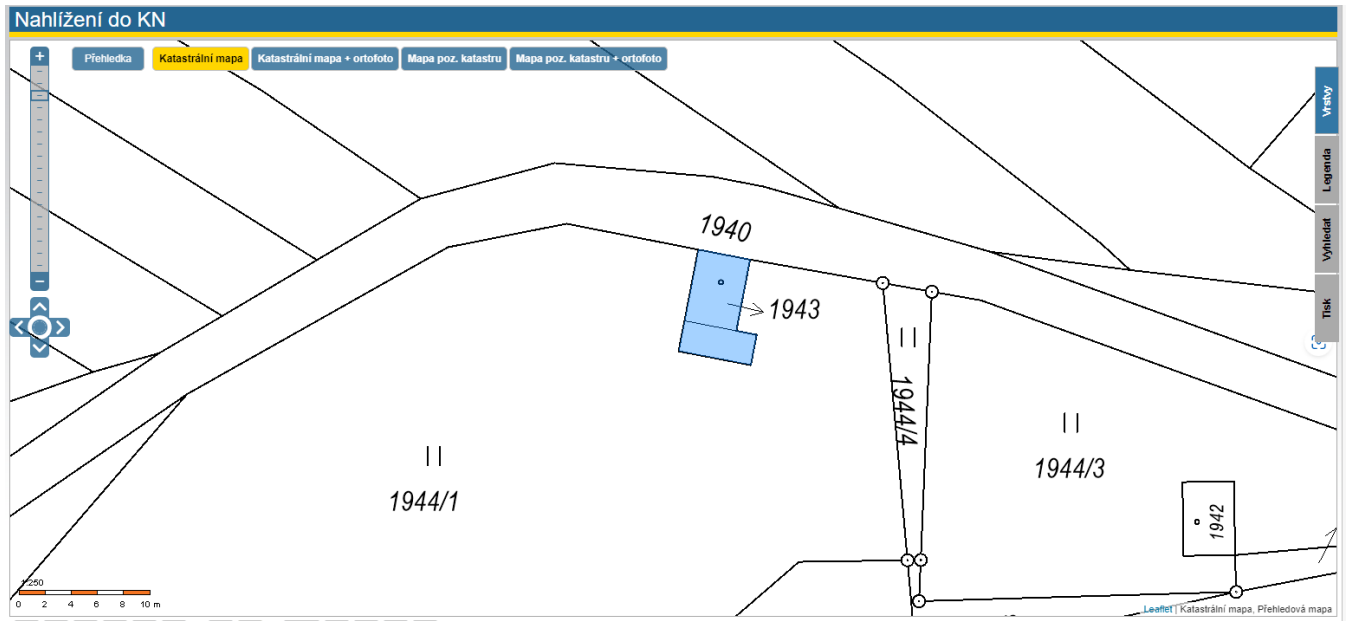 Nahlížení do KN
+
Přehledka Katastrální mapa Katastrální mapa + ortofoto Mapa poz. katastru Mapa poz. katastru + ortofoto
Vrstvy
Legenda
Vyhledat
Tisk
−
1940
1943
1944/4
1944/3
1944/1
1942
1:250
0 2 4 6 8 10 m
Leaflet | Katastrální mapa, Přehledová mapa